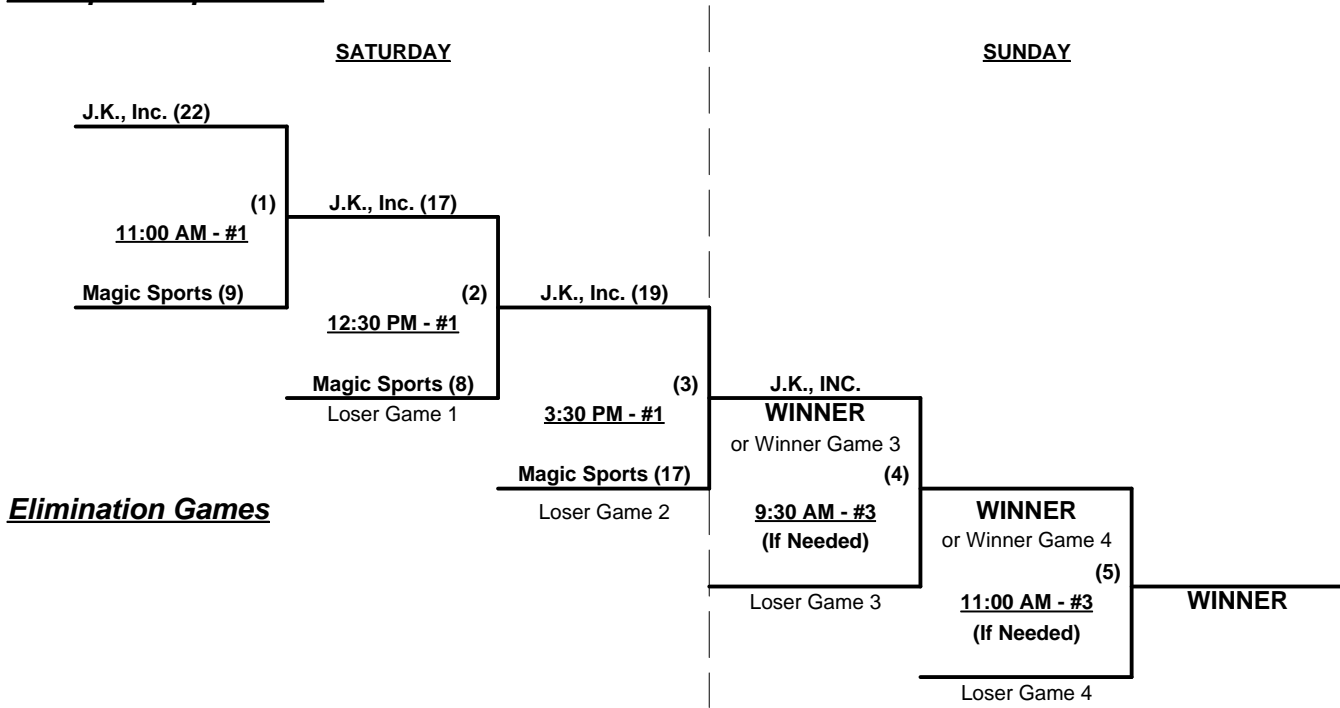 SATURDAY
SUNDAY
J.K., Inc. (22)
(1)
J.K., Inc. (17)
11:00 AM - #1
Magic Sports (9)
(2)
J.K., Inc. (19)
12:30 PM - #1
Magic Sports (8)
Loser Game 1
(3)
J.K., INC.
3:30 PM - #1
WINNER
or Winner Game 3
Magic Sports (17)
(4)
Elimination Games
Loser Game 2
9:30 AM - #3
(If Needed)
WINNER
or Winner Game 4
(5)
Loser Game 3
11:00 AM - #3
(If Needed)
WINNER
Loser Game 4